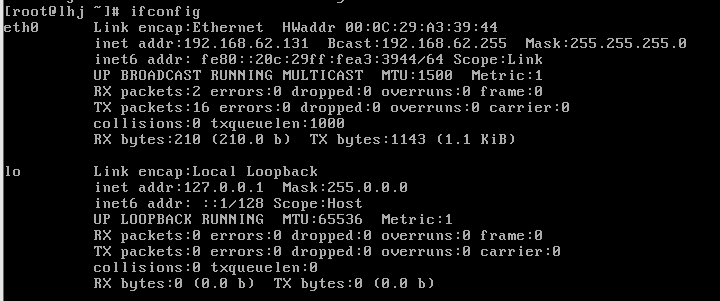 [root@lhj ~]# ifconfig
eth0      Link encap:Ethernet  HWaddr 00:0C:29:A3:39:44
          inet addr:192.168.62.131  Bcast:192.168.62.255  Mask:255.255.255.0
          inet6 addr: fe80::20c:29ff:fea3:3944/64 Scope:Link
          UP BROADCAST RUNNING MULTICAST  MTU:1500  Metric:1
          RX packets:2 errors:0 dropped:0 overruns:0 frame:0
          TX packets:16 errors:0 dropped:0 overruns:0 carrier:0
          collisions:0 txqueuelen:1000
          RX bytes:210 (210.0 b)  TX bytes:1143 (1.1 KiB)
lo        Link encap:Local Loopback
          inet addr:127.0.0.1  Mask:255.0.0.0
          inet6 addr: ::1/128 Scope:Host
          UP LOOPBACK RUNNING  MTU:65536  Metric:1
          RX packets:0 errors:0 dropped:0 overruns:0 frame:0
          TX packets:0 errors:0 dropped:0 overruns:0 carrier:0
          collisions:0 txqueuelen:0
          RX bytes:0 (0.0 b)  TX bytes:0 (0.0 b)